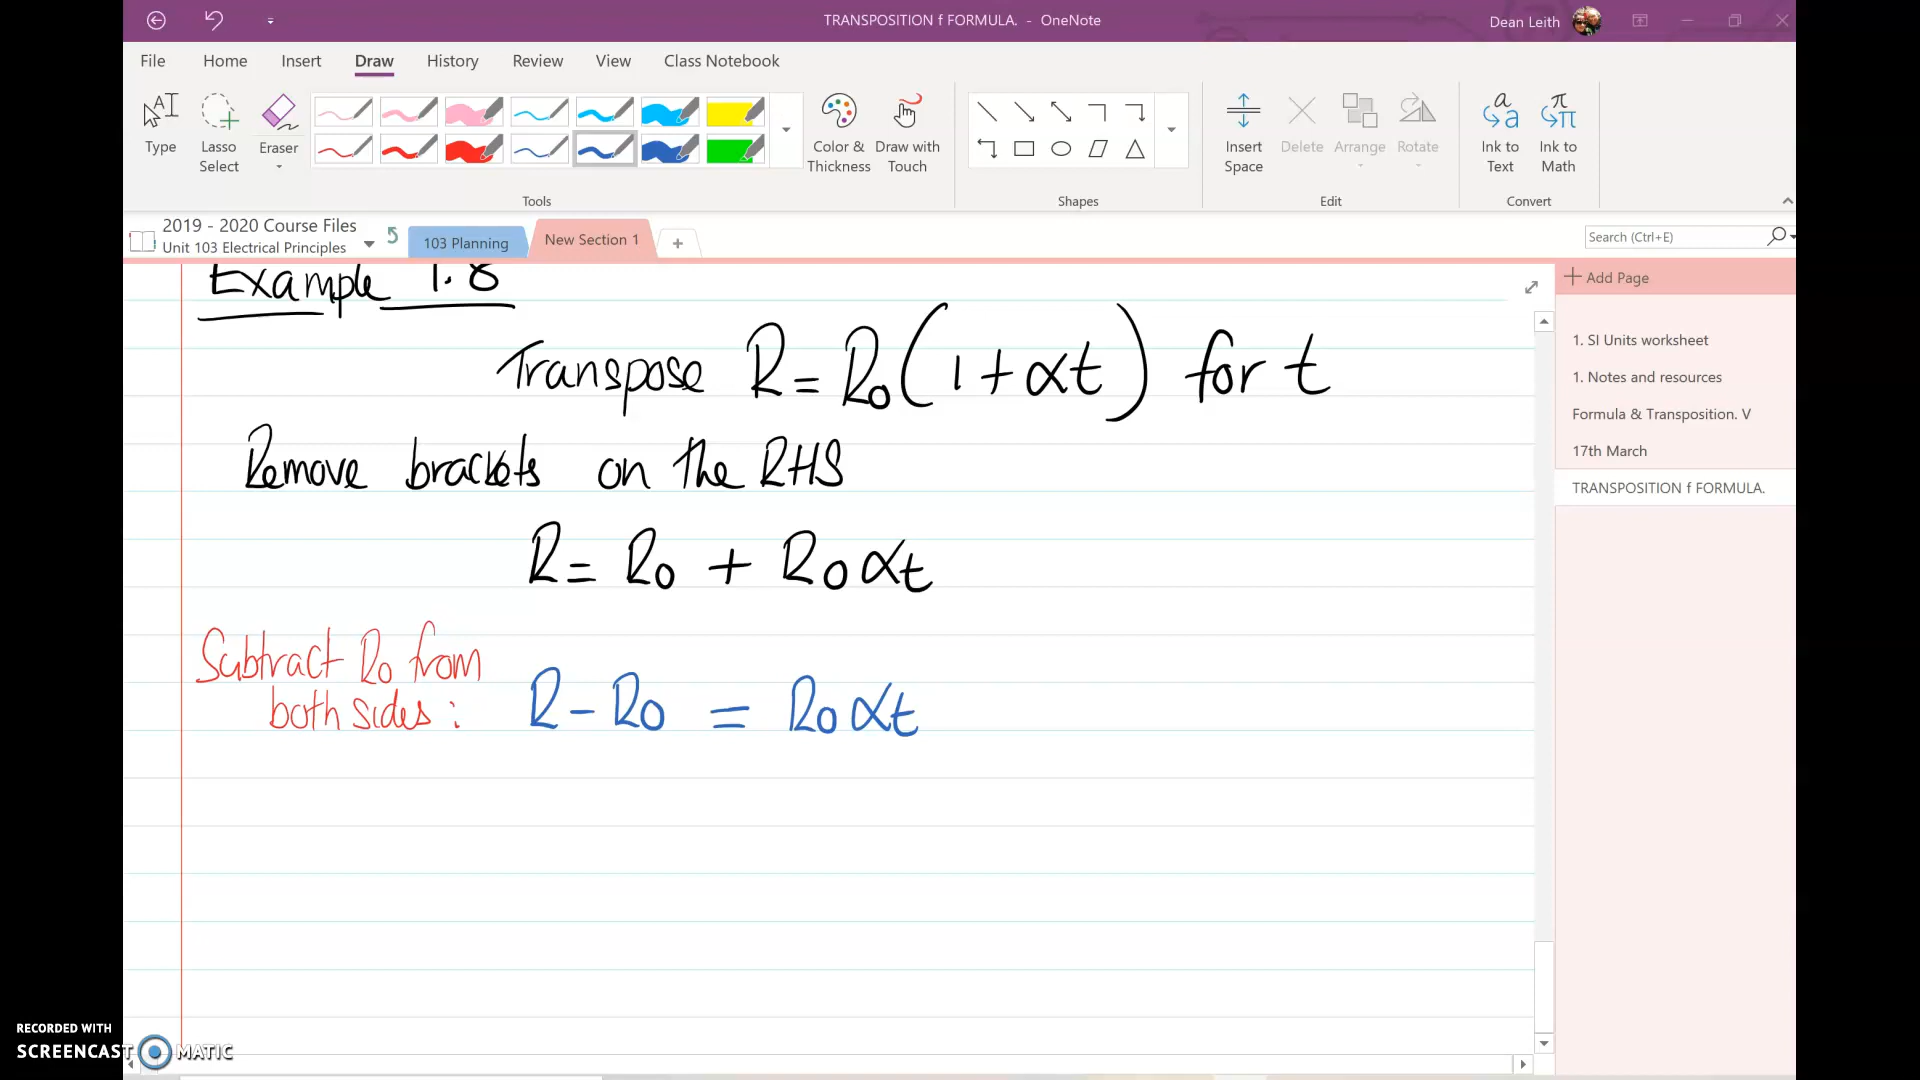 TRANSPOSITION f FORMULA. - OneNote
Dean Leith
File Home Insert Draw History Review View Class Notebook
Type
Lasso Select
Eraser
Color & Thickness
Draw with Touch
Insert Space
Delete
Arrange
Rotate
Ink to Text
Ink to Math
Tools
Shapes
Edit
Convert
2019 - 2020 Course Files
Unit 103 Electrical Principles
103 Planning
New Section 1
Search (Ctrl+E)
Add Page
1. SI Units worksheet
1. Notes and resources
Formula & Transposition. V
17th March
TRANSPOSITION f FORMULA.
Example 1.8
Transpose R = R₀(1 + αt) for t
Remove brackets on the RHS
R = R₀ + R₀αt
Subtract R₀ from
both sides : R - R₀ = R₀αt
RECORDED WITH
SCREENCAST MATIC